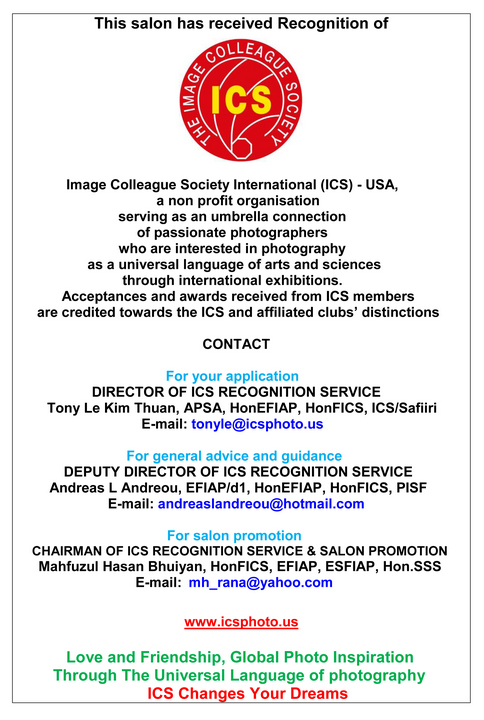 This salon has received Recognition of
THE IMAGE COLLEAGUE SOCIETY
ICS
Image Colleague Society International (ICS) - USA,
a non profit organisation
serving as an umbrella connection
of passionate photographers
who are interested in photography
as a universal language of arts and sciences
through international exhibitions.
Acceptances and awards received from ICS members
are credited towards the ICS and affiliated clubs' distinctions
CONTACT
For your application
DIRECTOR OF ICS RECOGNITION SERVICE
Tony Le Kim Thuan, APSA, HonEFIAP, HonFICS, ICS/Safiiri
E-mail: tonyle@icsphoto.us
For general advice and guidance
DEPUTY DIRECTOR OF ICS RECOGNITION SERVICE
Andreas L Andreou, EFIAP/d1, HonEFIAP, HonFICS, PISF
E-mail: andreaslandreou@hotmail.com
For salon promotion
CHAIRMAN OF ICS RECOGNITION SERVICE & SALON PROMOTION
Mahfuzul Hasan Bhuiyan, HonFICS, EFIAP, ESFIAP, Hon.SSS
E-mail: mh_rana@yahoo.com
www.icsphoto.us
Love and Friendship, Global Photo Inspiration
Through The Universal Language of photography
ICS Changes Your Dreams